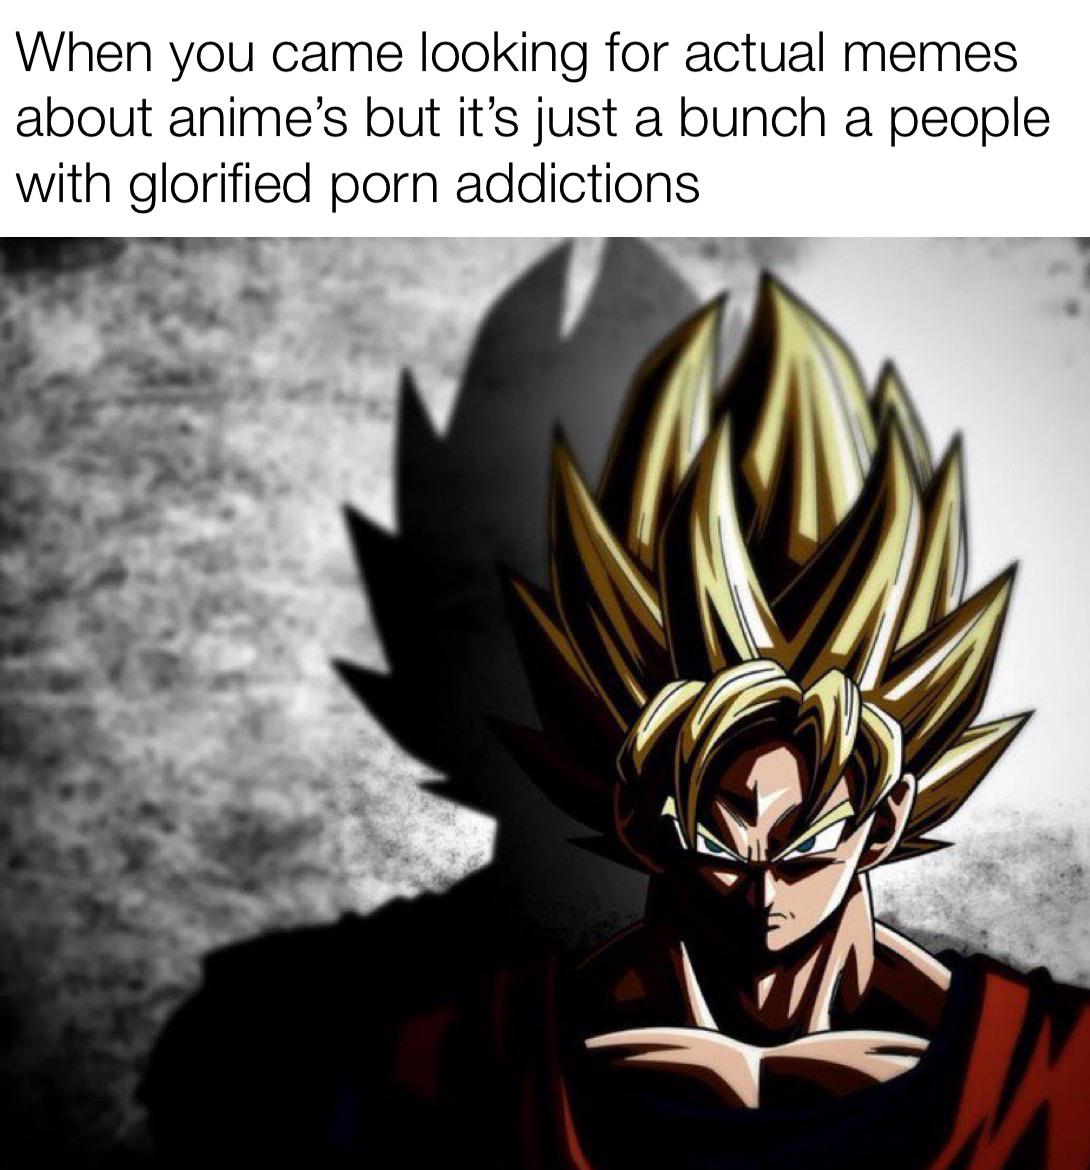 When you came looking for actual memes
about anime’s but it’s just a bunch a people
with glorified porn addictions